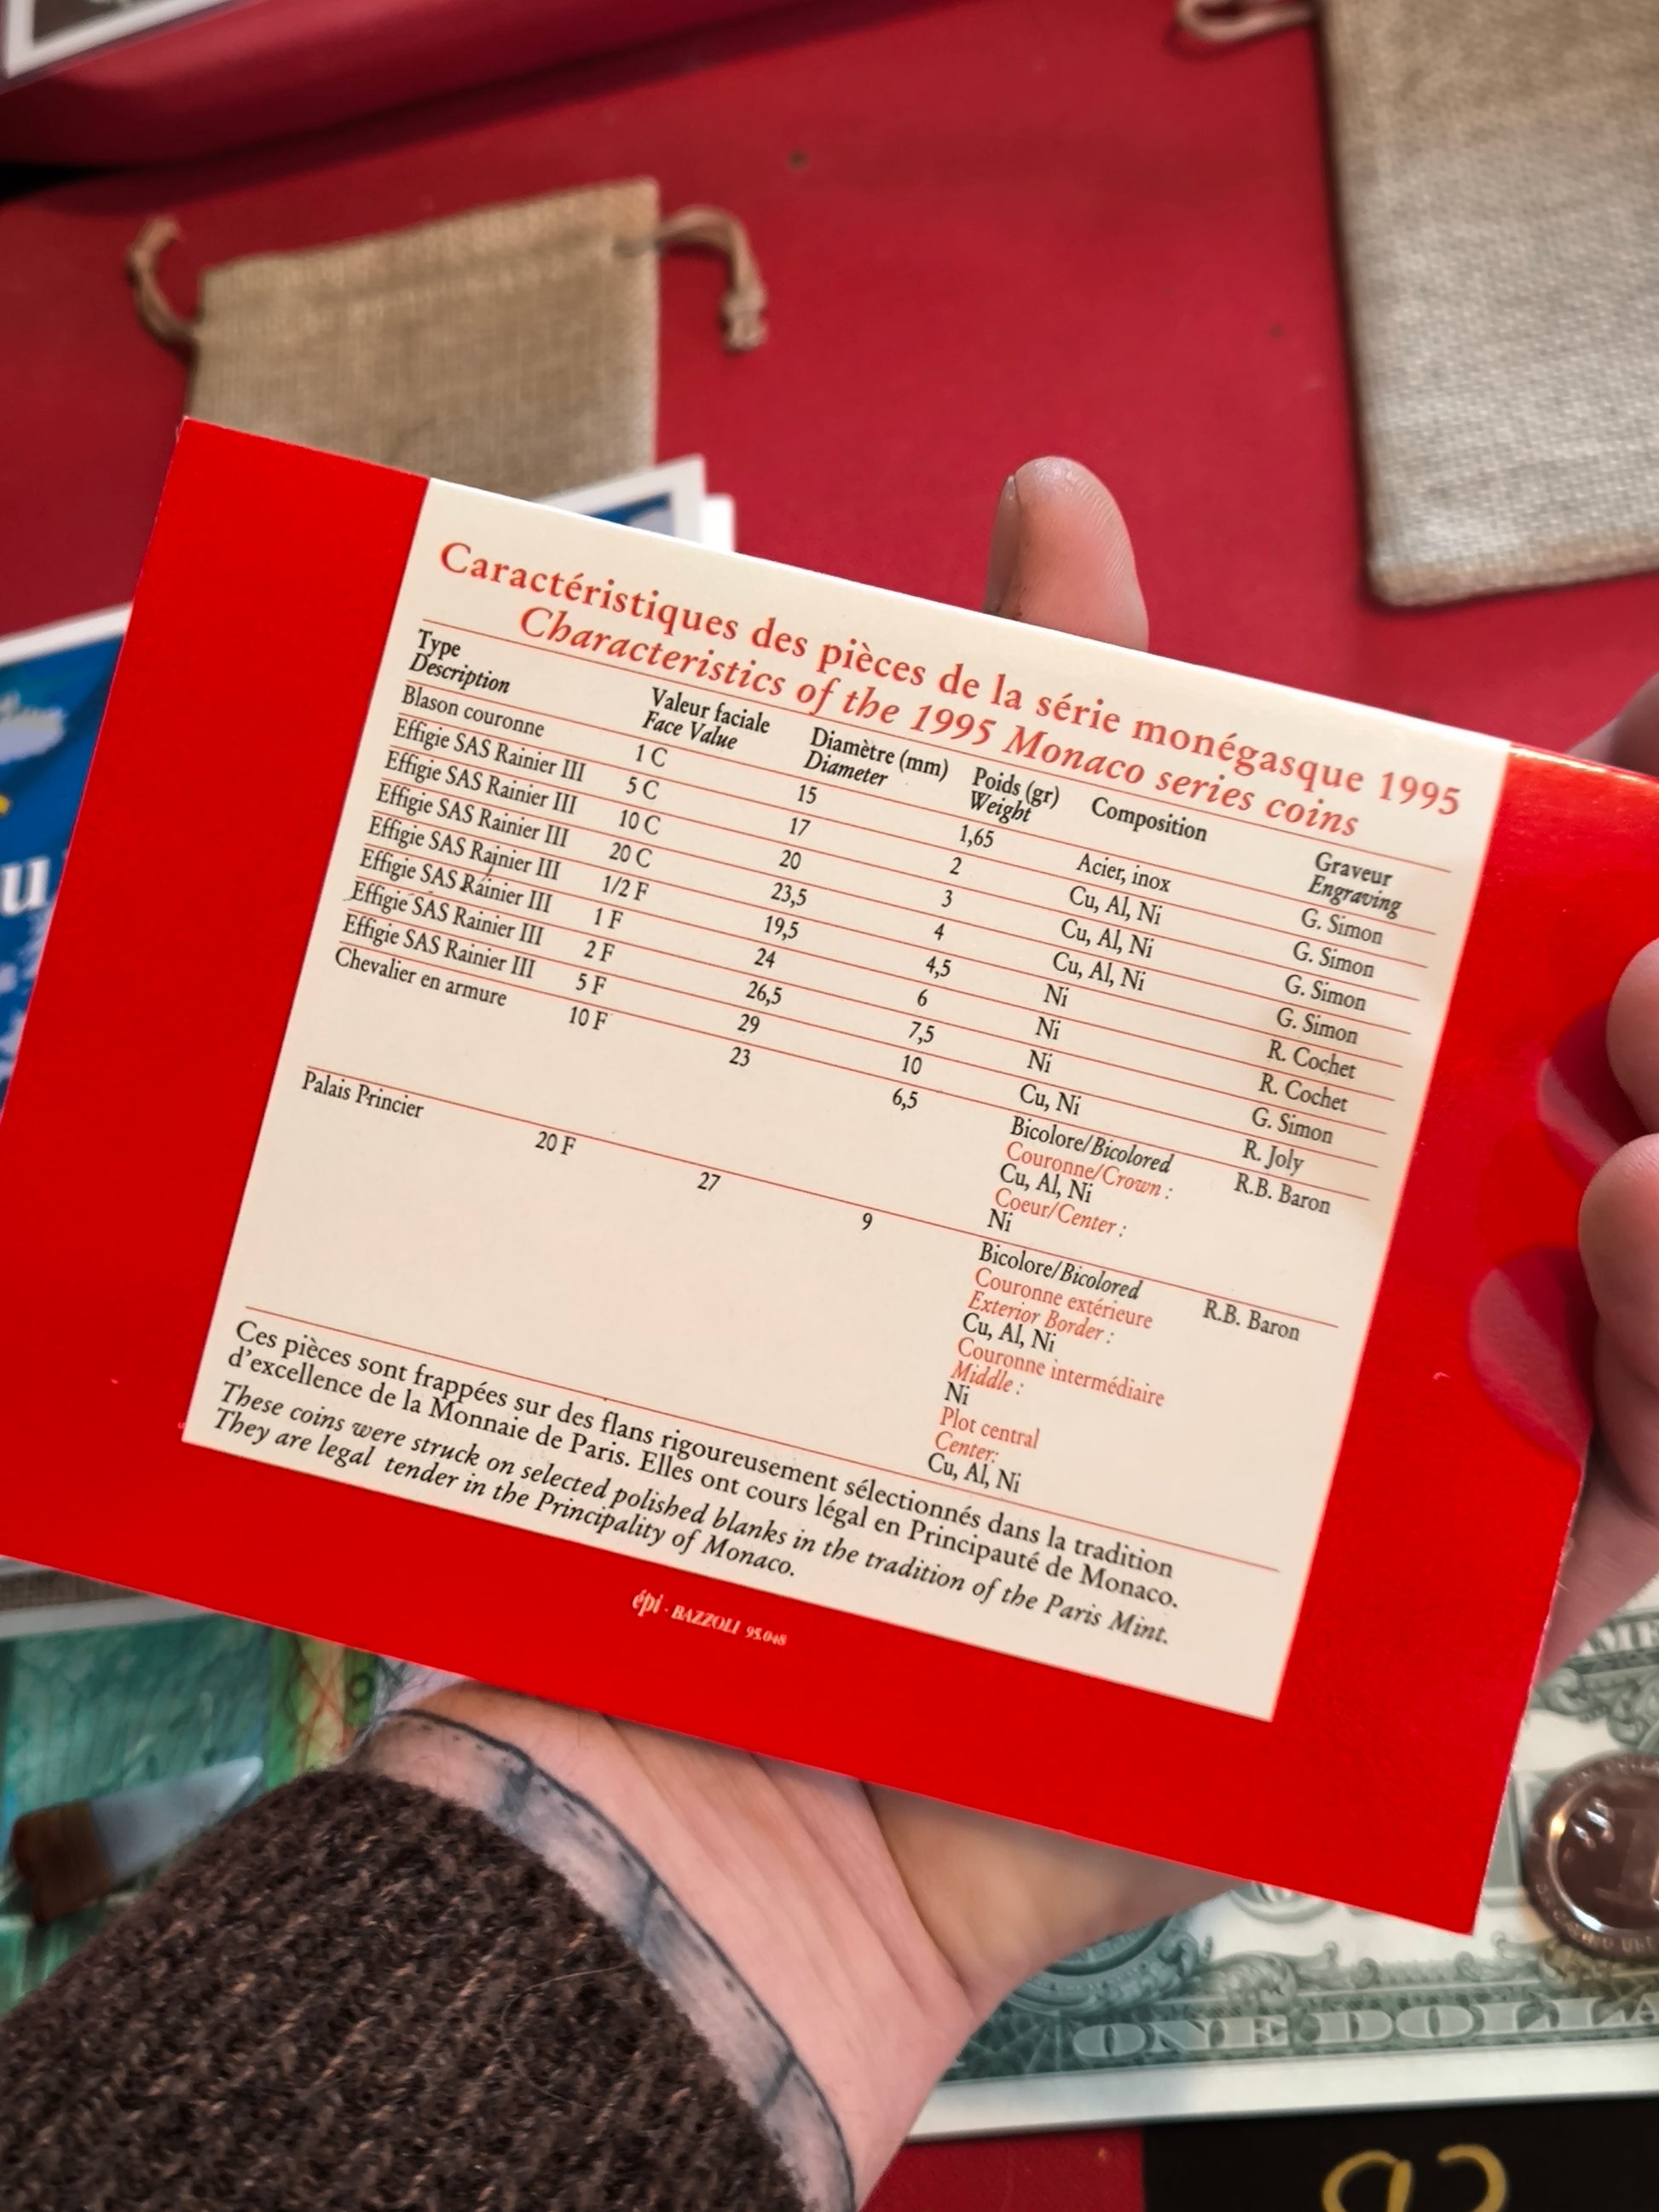 Caractéristiques des pièces de la série monégasque 1995
Characteristics of the 1995 Monaco series coins
Type Valeur faciale Diamètre (mm) Poids (gr) Composition Graveur
Description Face Value Diameter Weight Engraving
Blason couronne 1 C 15 1,65 Acier, inox G. Simon
Effigie SAS Rainier III 5 C 17 2 Cu, Al, Ni G. Simon
Effigie SAS Rainier III 10 C 20 3 Cu, Al, Ni G. Simon
Effigie SAS Rainier III 20 C 23,5 4 Cu, Al, Ni G. Simon
Effigie SAS Rainier III 1/2 F 19,5 4,5 Ni R. Cochet
Effigie SAS Rainier III 1 F 24 6 Ni R. Cochet
Effigie SAS Rainier III 2 F 26,5 7,5 Ni G. Simon
Effigie SAS Rainier III 5 F 29 10 Cu, Ni R. Joly
Chevalier en armure 10 F 23 6,5 Bicolore/Bicolored R.B. Baron
Couronne/Crown :
Cu, Al, Ni
Coeur/Center :
Ni
Palais Princier 20 F 27 9 Bicolore/Bicolored R.B. Baron
Couronne extérieure
Exterior Border :
Cu, Al, Ni
Couronne intermédiaire
Middle :
Ni
Plot central
Center:
Cu, Al, Ni
Ces pièces sont frappées sur des flans rigoureusement sélectionnés dans la tradition
d'excellence de la Monnaie de Paris. Elles ont cours légal en Principauté de Monaco.
These coins were struck on selected polished blanks in the tradition of the Paris Mint.
They are legal tender in the Principality of Monaco.
épi - BAZZOLI 95.048
ONE DOLLA